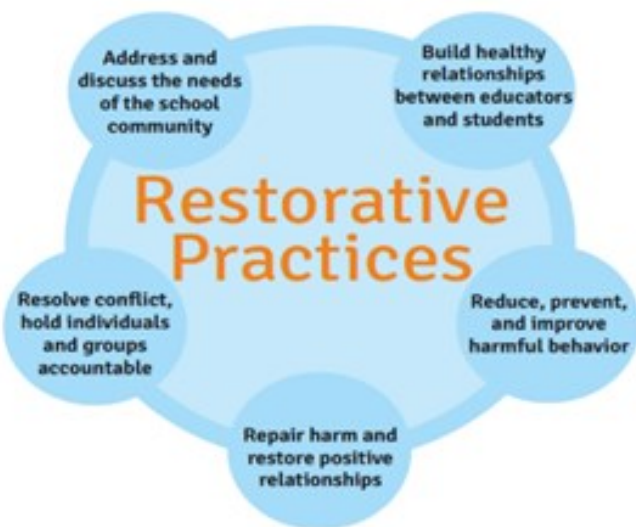 Address and
discuss the needs
of the school
community
Build healthy
relationships
between educators
and students
Restorative
Practices
Resolve conflict,
hold individuals
and groups
accountable
Reduce, prevent,
and improve
harmful behavior
Repair harm and
restore positive
relationships